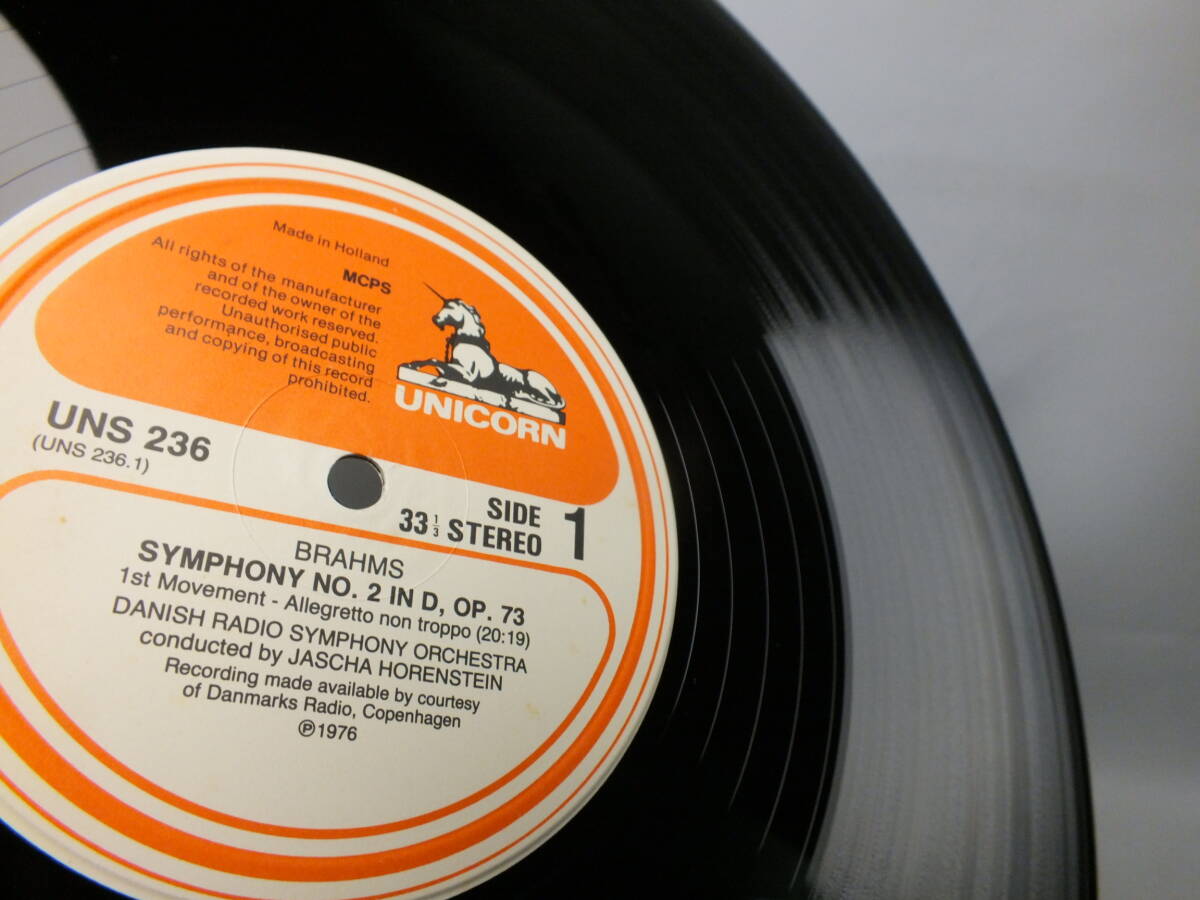 Made in Holland
MCPS
All rights of the manufacturer
and of the owner of the
recorded work reserved.
Unauthorised public
performance, broadcasting
and copying of this record
prohibited.
UNICORN
UNS 236
(UNS 236.1)
SIDE 1
33 1/3 STEREO
BRAHMS
SYMPHONY NO. 2 IN D, OP. 73
1st Movement - Allegretto non troppo (20:19)
DANISH RADIO SYMPHONY ORCHESTRA
conducted by JASCHA HORENSTEIN
Recording made available by courtesy
of Danmarks Radio, Copenhagen
℗1976